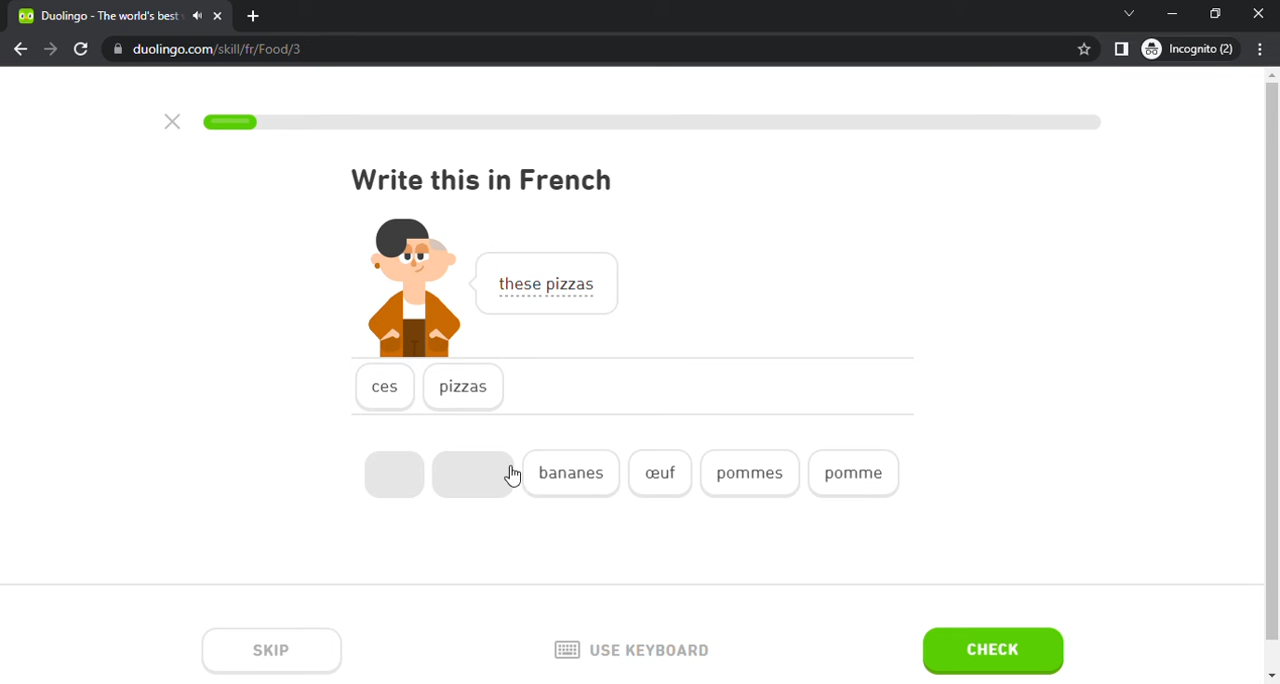 Duolingo - The world's best
duolingo.com/skill/fr/Food/3
Incognito (2)
Write this in French
these pizzas
ces pizzas
bananes œuf pommes pomme
SKIP USE KEYBOARD CHECK